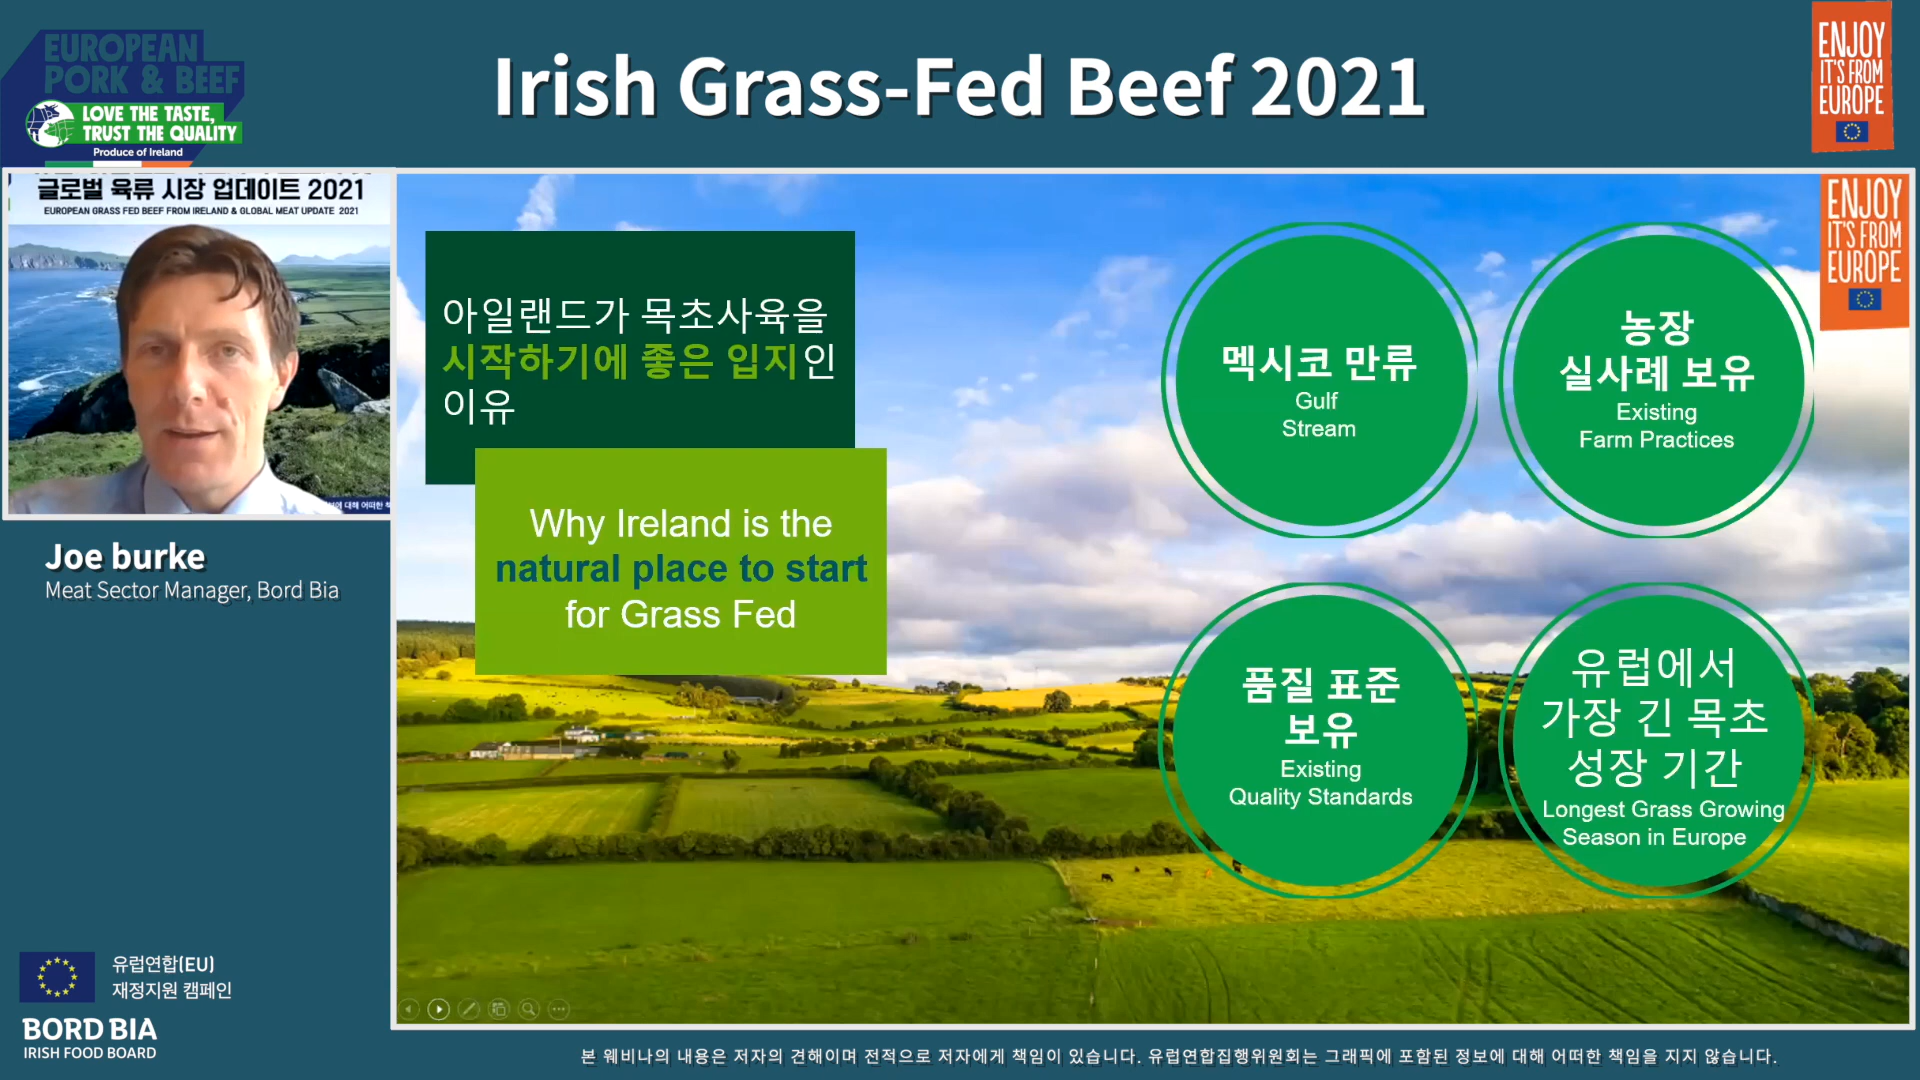 EUROPEAN
PORK & BEEF
LOVE THE TASTE,
TRUST THE QUALITY
Produce of Ireland
Irish Grass-Fed Beef 2021
ENJOY
IT'S FROM
EUROPE
글로벌 육류 시장 업데이트 2021
EUROPEAN GRASS FED BEEF FROM IRELAND & GLOBAL MEAT UPDATE 2021
대해 어떠한
Joe burke
Meat Sector Manager, Bord Bia
아일랜드가 목초사육을
시작하기에 좋은 입지인
이유
Why Ireland is the
natural place to start
for Grass Fed
멕시코 만류
Gulf
Stream
농장
실사례 보유
Existing
Farm Practices
품질 표준
보유
Existing
Quality Standards
유럽에서
가장 긴 목초
성장 기간
Longest Grass Growing
Season in Europe
ENJOY
IT'S FROM
EUROPE
유럽연합(EU)
재정지원 캠페인
BORD BIA
IRISH FOOD BOARD
본 웨비나의 내용은 저자의 견해이며 전적으로 저자에게 책임이 있습니다. 유럽연합집행위원회는 그래픽에 포함된 정보에 대해 어떠한 책임을 지지 않습니다.